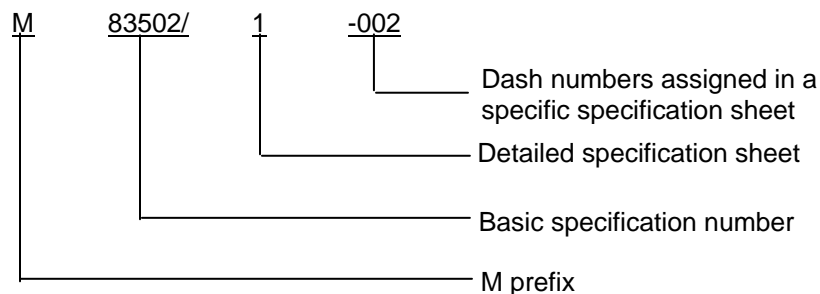 M 83502/ 1 -002
Dash numbers assigned in a
specific specification sheet
Detailed specification sheet
Basic specification number
M prefix